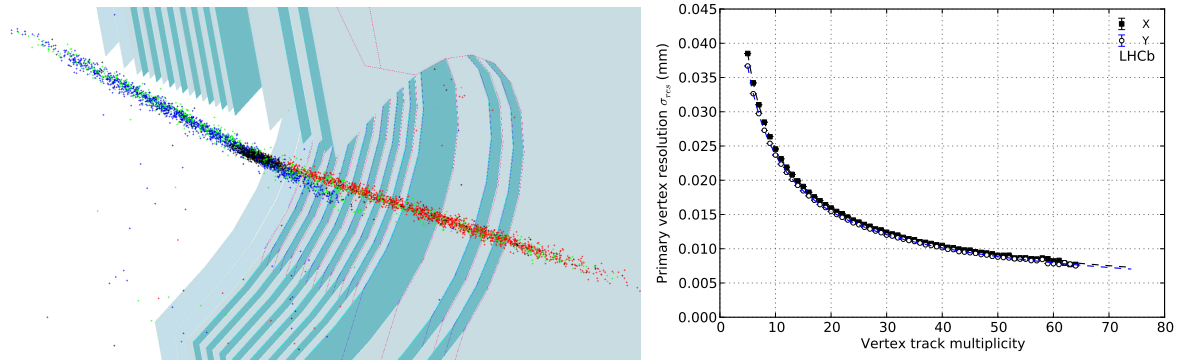 0.045
0.040
0.035
0.030
0.025
0.020
0.015
0.010
0.005
0.000
Primary vertex resolution σ_res (mm)
X
Y
LHCb
0 10 20 30 40 50 60 70 80
Vertex track multiplicity